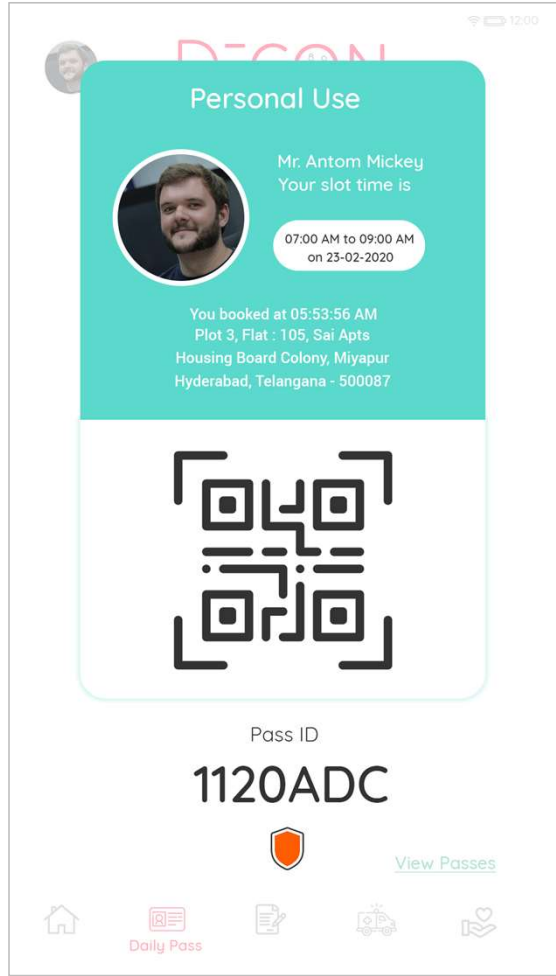 12:00
DECON
Personal Use
Mr. Antom Mickey
Your slot time is
07:00 AM to 09:00 AM
on 23-02-2020
You booked at 05:53:56 AM
Plot 3, Flat : 105, Sai Apts
Housing Board Colony, Miyapur
Hyderabad, Telangana - 500087
Pass ID
1120ADC
View Passes
Daily Pass